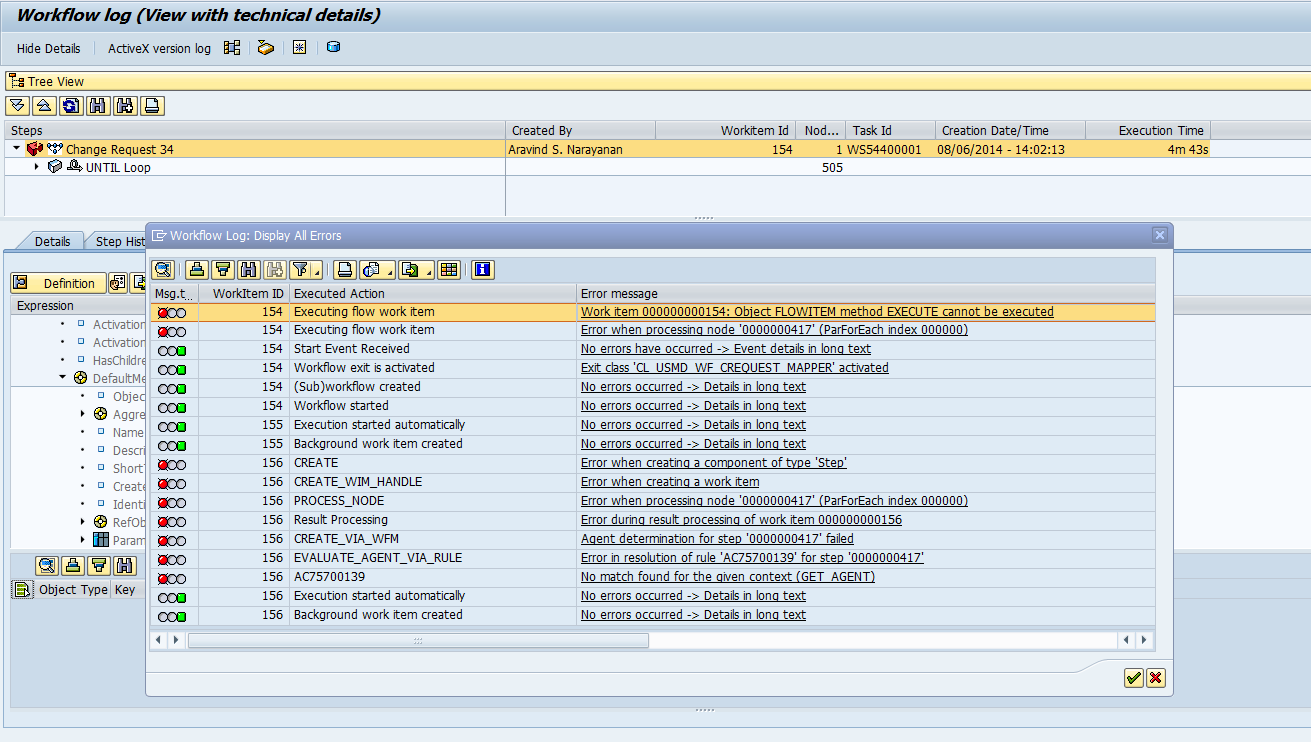 Workflow log (View with technical details)
Hide Details ActiveX version log
Tree View
Steps Created By Workitem Id Nod... Task Id Creation Date/Time Execution Time
Change Request 34 Aravind S. Narayanan 154 1 WS54400001 08/06/2014 - 14:02:13 4m 43s
UNTIL Loop 505
Details Step Hist
Workflow Log: Display All Errors
Definition
Expression
Activation
Activation
HasChildre
DefaultMe
Objec
Aggre
Name
Descri
Short
Create
Identi
RefOb
Param
Object Type Key
Msg.t... WorkItem ID Executed Action Error message
154 Executing flow work item Work item 000000000154: Object FLOWITEM method EXECUTE cannot be executed
154 Executing flow work item Error when processing node '0000000417' (ParForEach index 000000)
154 Start Event Received No errors have occurred -> Event details in long text
154 Workflow exit is activated Exit class 'CL_USMD_WF_CREQUEST_MAPPER' activated
154 (Sub)workflow created No errors occurred -> Details in long text
154 Workflow started No errors occurred -> Details in long text
155 Execution started automatically No errors occurred -> Details in long text
155 Background work item created No errors occurred -> Details in long text
156 CREATE Error when creating a component of type 'Step'
156 CREATE_WIM_HANDLE Error when creating a work item
156 PROCESS_NODE Error when processing node '0000000417' (ParForEach index 000000)
156 Result Processing Error during result processing of work item 000000000156
156 CREATE_VIA_WFM Agent determination for step '0000000417' failed
156 EVALUATE_AGENT_VIA_RULE Error in resolution of rule 'AC75700139' for step '0000000417'
156 AC75700139 No match found for the given context (GET_AGENT)
156 Execution started automatically No errors occurred -> Details in long text
156 Background work item created No errors occurred -> Details in long text